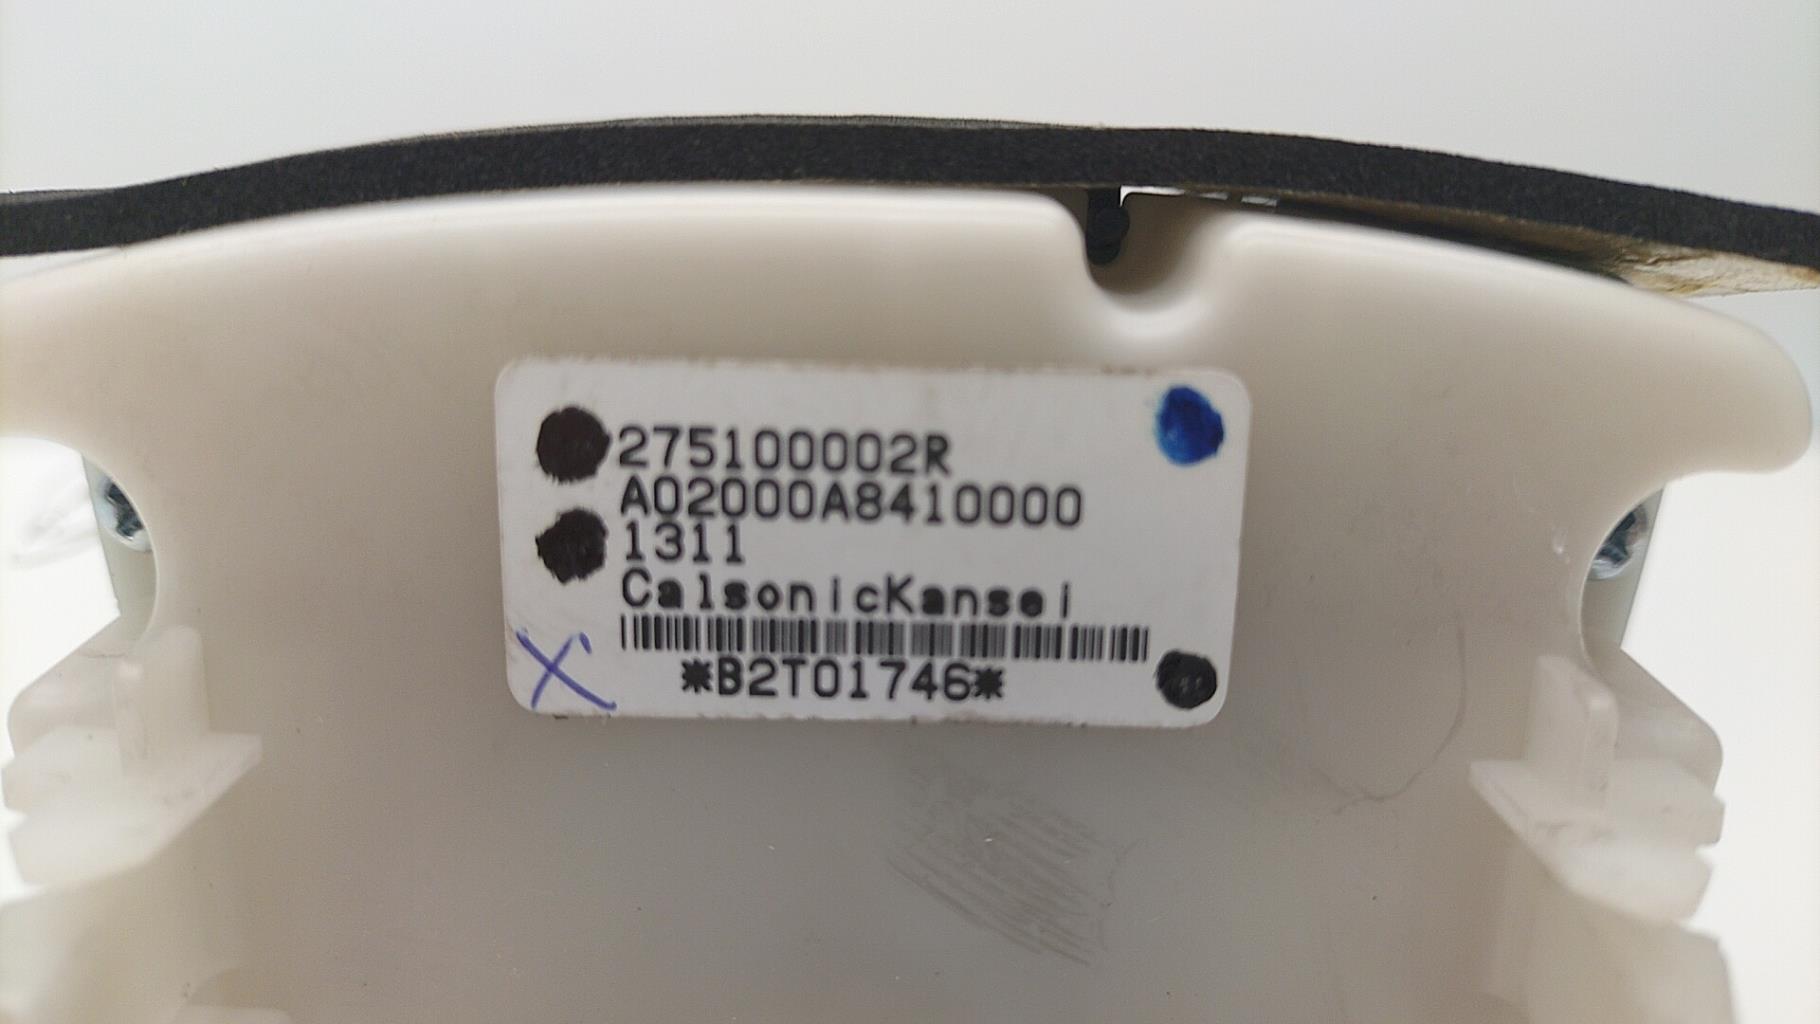 275100002R
A02000A8410000
1311
CalsonicKansei
*B2T01746*
X